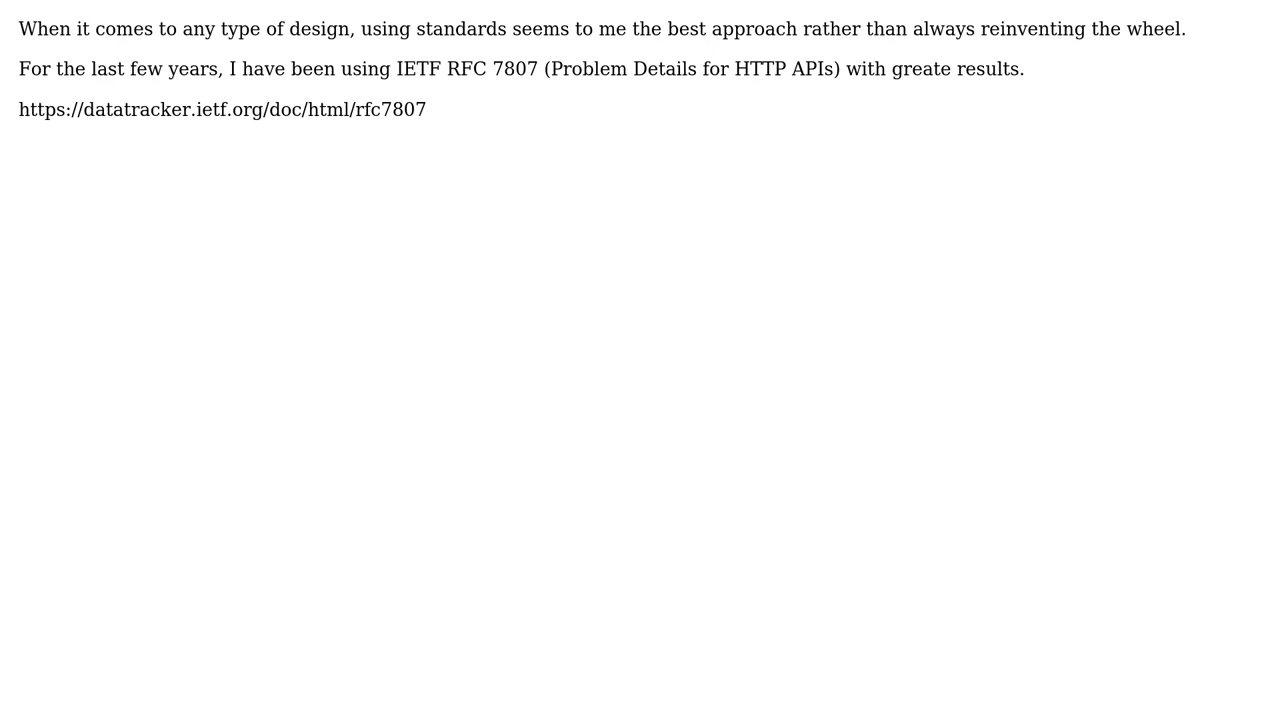 When it comes to any type of design, using standards seems to me the best approach rather than always reinventing the wheel.
For the last few years, I have been using IETF RFC 7807 (Problem Details for HTTP APIs) with greate results.
https://datatracker.ietf.org/doc/html/rfc7807